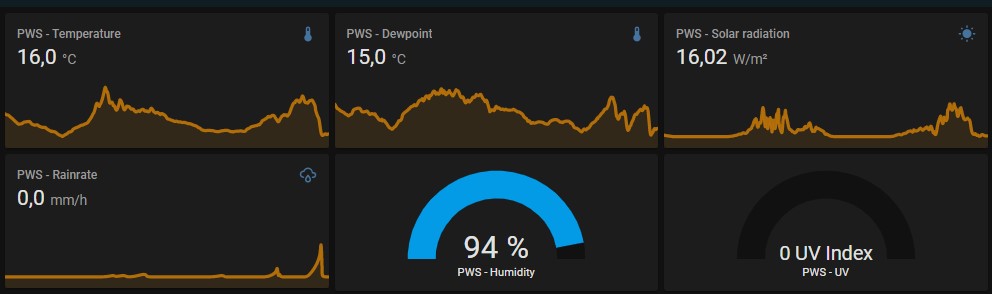 PWS - Temperature
16,0 °C
PWS - Dewpoint
15,0 °C
PWS - Solar radiation
16,02 W/m²
PWS - Rainrate
0,0 mm/h
94 %
PWS - Humidity
0 UV Index
PWS - UV